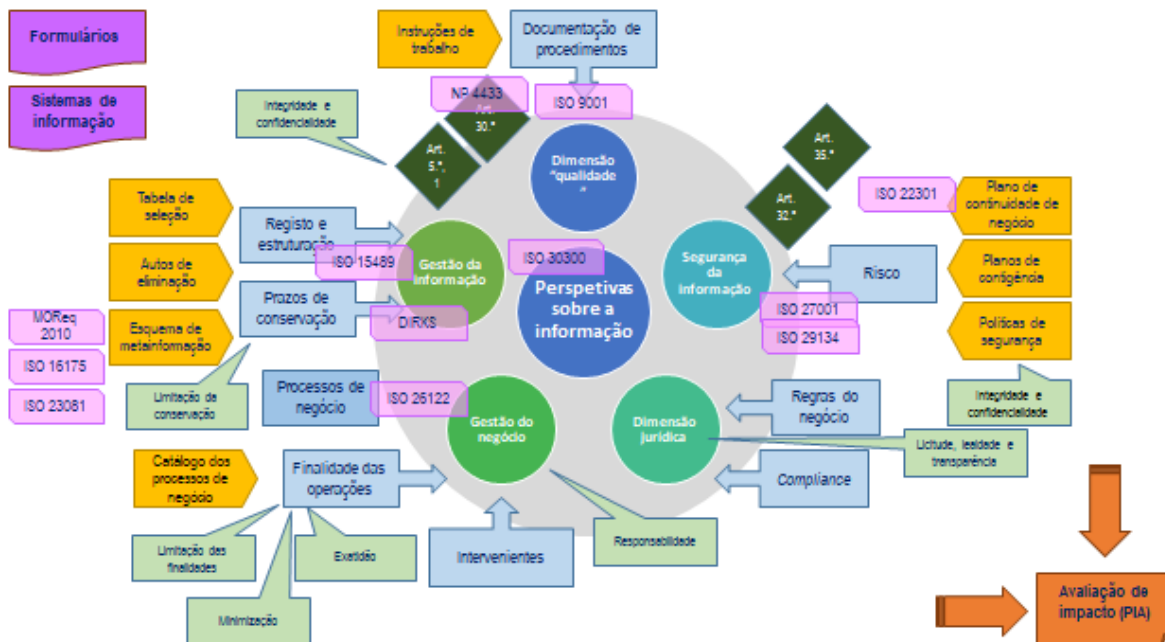 Formulários
Sistemas de
informação
Instruções de
trabalho
Documentação de
procedimentos
NP 4433
ISO 9001
Integridade e
confidencialidade
Art.
30.º
Art.
5.º,
1
Dimensão
"qualidade
"
Art.
35.º
Art.
32.º
ISO 22301
Plano de
continuidade de
negócio
Tabela de
seleção
Registo e
estruturação
ISO 15489
Gestão da
informação
ISO 30300
Perspetivas
sobre a
informação
Segurança
da
informação
Risco
Planos de
contigência
Autos de
eliminação
Prazos de
conservação
DIRKS
ISO 27001
ISO 29134
Políticas de
segurança
MOReq
2010
Esquema de
metainformação
ISO 16175
ISO 23081
Limitação da
conservação
Processos de
negócio
ISO 26122
Gestão do
negócio
Dimensão
jurídica
Regras do
negócio
Integridade e
confidencialidade
Licitude, lealdade e
transparência
Catálogo dos
processos de
negócio
Finalidade das
operações
Compliance
Limitação das
finalidades
Exatidão
Intervenientes
Responsabilidade
Minimização
Avaliação de
impacto (PIA)